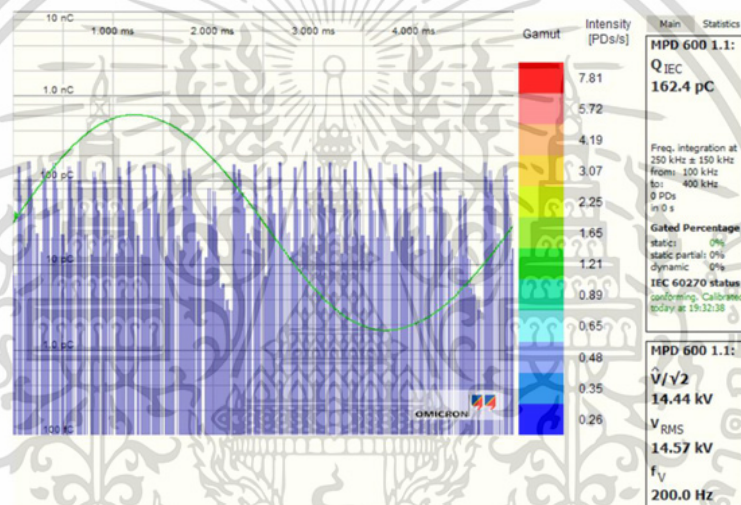 10 nC
1.000 ms 2.000 ms 3.000 ms 4.000 ms
1.0 nC
100 pC
10 pC
1.0 pC
100 fC
OMICRON
Gamut
Intensity
[PDs/s]
7.81
5.72
4.19
3.07
2.25
1.65
1.21
0.89
0.65
0.48
0.35
0.26
Main Statistics
MPD 600 1.1:
Q IEC
162.4 pC
Freq. integration at
250 kHz ± 150 kHz
from: 100 kHz
to: 400 kHz
0 PDs
in 0 s
Gated Percentage
static: 0%
static partial: 0%
dynamic 0%
IEC 60270 status
conforming. Calibrated
today at 19:32:38
MPD 600 1.1:
V̂/√2
14.44 kV
V RMS
14.57 kV
f V
200.0 Hz